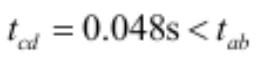 t_cd = 0.048s < t_ab